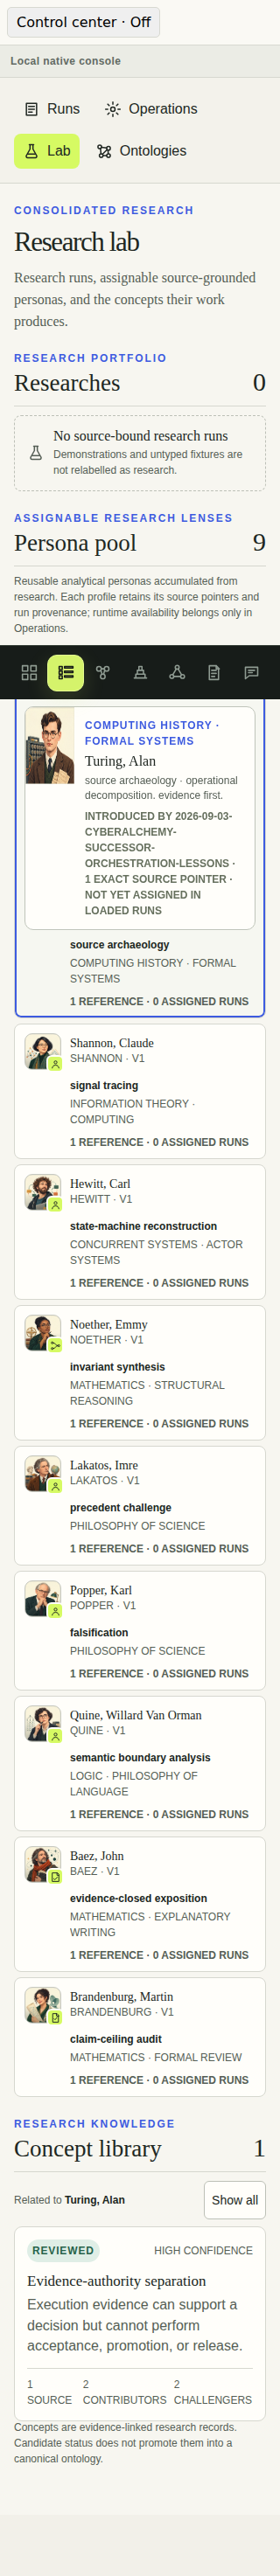 Control center · Off
Local native console
Runs
Operations
Lab
Ontologies
CONSOLIDATED RESEARCH
Research lab
Research runs, assignable source-grounded
personas, and the concepts their work
produces.
RESEARCH PORTFOLIO
Researches 0
No source-bound research runs
Demonstrations and untyped fixtures are
not relabelled as research.
ASSIGNABLE RESEARCH LENSES
Persona pool 9
Reusable analytical personas accumulated from
research. Each profile retains its source pointers and
run provenance; runtime availability belongs only in
Operations.
COMPUTING HISTORY ·
FORMAL SYSTEMS
Turing, Alan
source archaeology · operational
decomposition. evidence first.
INTRODUCED BY 2026-09-03-
CYBERALCHEMY-
SUCCESSOR-
ORCHESTRATION-LESSONS ·
1 EXACT SOURCE POINTER ·
NOT YET ASSIGNED IN
LOADED RUNS
source archaeology
COMPUTING HISTORY · FORMAL
SYSTEMS
1 REFERENCE · 0 ASSIGNED RUNS
Shannon, Claude
SHANNON · V1
signal tracing
INFORMATION THEORY ·
COMPUTING
1 REFERENCE · 0 ASSIGNED RUNS
Hewitt, Carl
HEWITT · V1
state-machine reconstruction
CONCURRENT SYSTEMS · ACTOR
SYSTEMS
1 REFERENCE · 0 ASSIGNED RUNS
Noether, Emmy
NOETHER · V1
invariant synthesis
MATHEMATICS · STRUCTURAL
REASONING
1 REFERENCE · 0 ASSIGNED RUNS
Lakatos, Imre
LAKATOS · V1
precedent challenge
PHILOSOPHY OF SCIENCE
1 REFERENCE · 0 ASSIGNED RUNS
Popper, Karl
POPPER · V1
falsification
PHILOSOPHY OF SCIENCE
1 REFERENCE · 0 ASSIGNED RUNS
Quine, Willard Van Orman
QUINE · V1
semantic boundary analysis
LOGIC · PHILOSOPHY OF
LANGUAGE
1 REFERENCE · 0 ASSIGNED RUNS
Baez, John
BAEZ · V1
evidence-closed exposition
MATHEMATICS · EXPLANATORY
WRITING
1 REFERENCE · 0 ASSIGNED RUNS
Brandenburg, Martin
BRANDENBURG · V1
claim-ceiling audit
MATHEMATICS · FORMAL REVIEW
1 REFERENCE · 0 ASSIGNED RUNS
RESEARCH KNOWLEDGE
Concept library 1
Related to Turing, Alan
Show all
REVIEWED HIGH CONFIDENCE
Evidence-authority separation
Execution evidence can support a
decision but cannot perform
acceptance, promotion, or release.
1 2 2
SOURCE CONTRIBUTORS CHALLENGERS
Concepts are evidence-linked research records.
Candidate status does not promote them into a
canonical ontology.